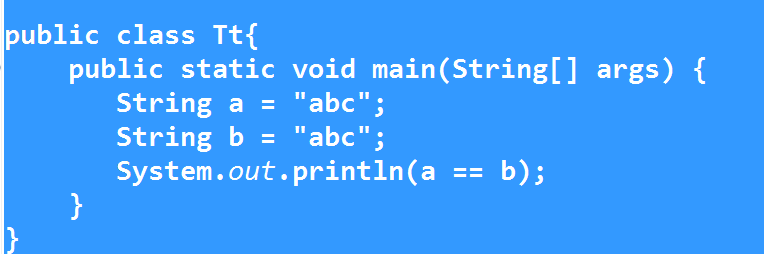 public class Tt{
    public static void main(String[] args) {
       String a = "abc";
       String b = "abc";
       System.out.println(a == b);
    }
}